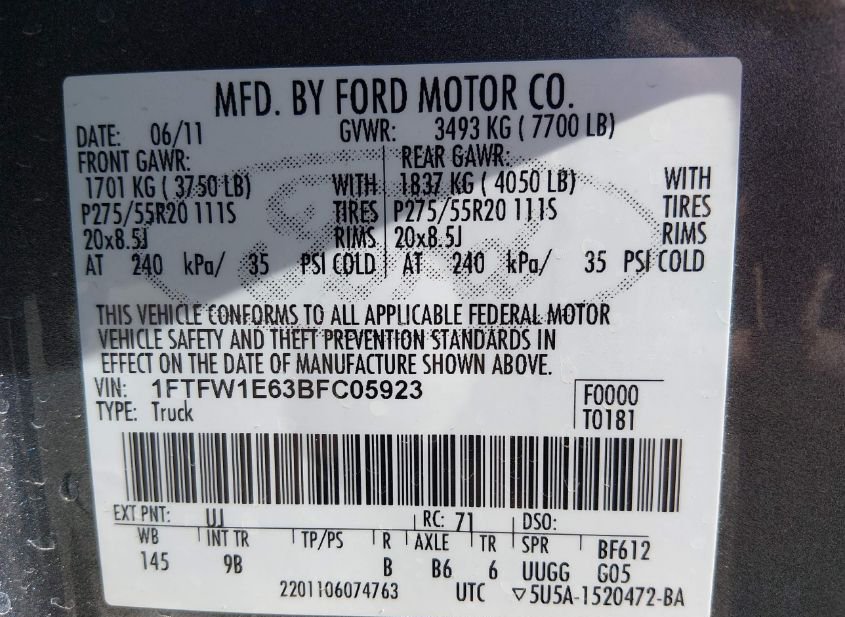 MFD. BY FORD MOTOR CO.
DATE: 06/11 GVWR: 3493 KG ( 7700 LB)
FRONT GAWR: REAR GAWR:
1701 KG ( 3750 LB) WITH 1837 KG ( 4050 LB) WITH
P275/55R20 111S TIRES P275/55R20 111S TIRES
20x8.5J RIMS 20x8.5J RIMS
AT 240 kPa/ 35 PSI COLD AT 240 kPa/ 35 PSI COLD
Ford
THIS VEHICLE CONFORMS TO ALL APPLICABLE FEDERAL MOTOR
VEHICLE SAFETY AND THEFT PREVENTION STANDARDS IN
EFFECT ON THE DATE OF MANUFACTURE SHOWN ABOVE.
VIN: 1FTFW1E63BFC05923 F0000
TYPE: Truck T0181
EXT PNT: UJ RC: 71 DSO:
WB INT TR TP/PS R AXLE TR SPR BF612
145 9B B B6 6 UUGG G05
2201106074763 UTC ▽5U5A-1520472-BA